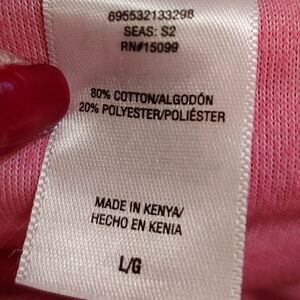 695532133298
SEAS: S2
RN#15099
80% COTTON/ALGODÓN
20% POLYESTER/POLIÉSTER
MADE IN KENYA/
HECHO EN KENIA
L/G